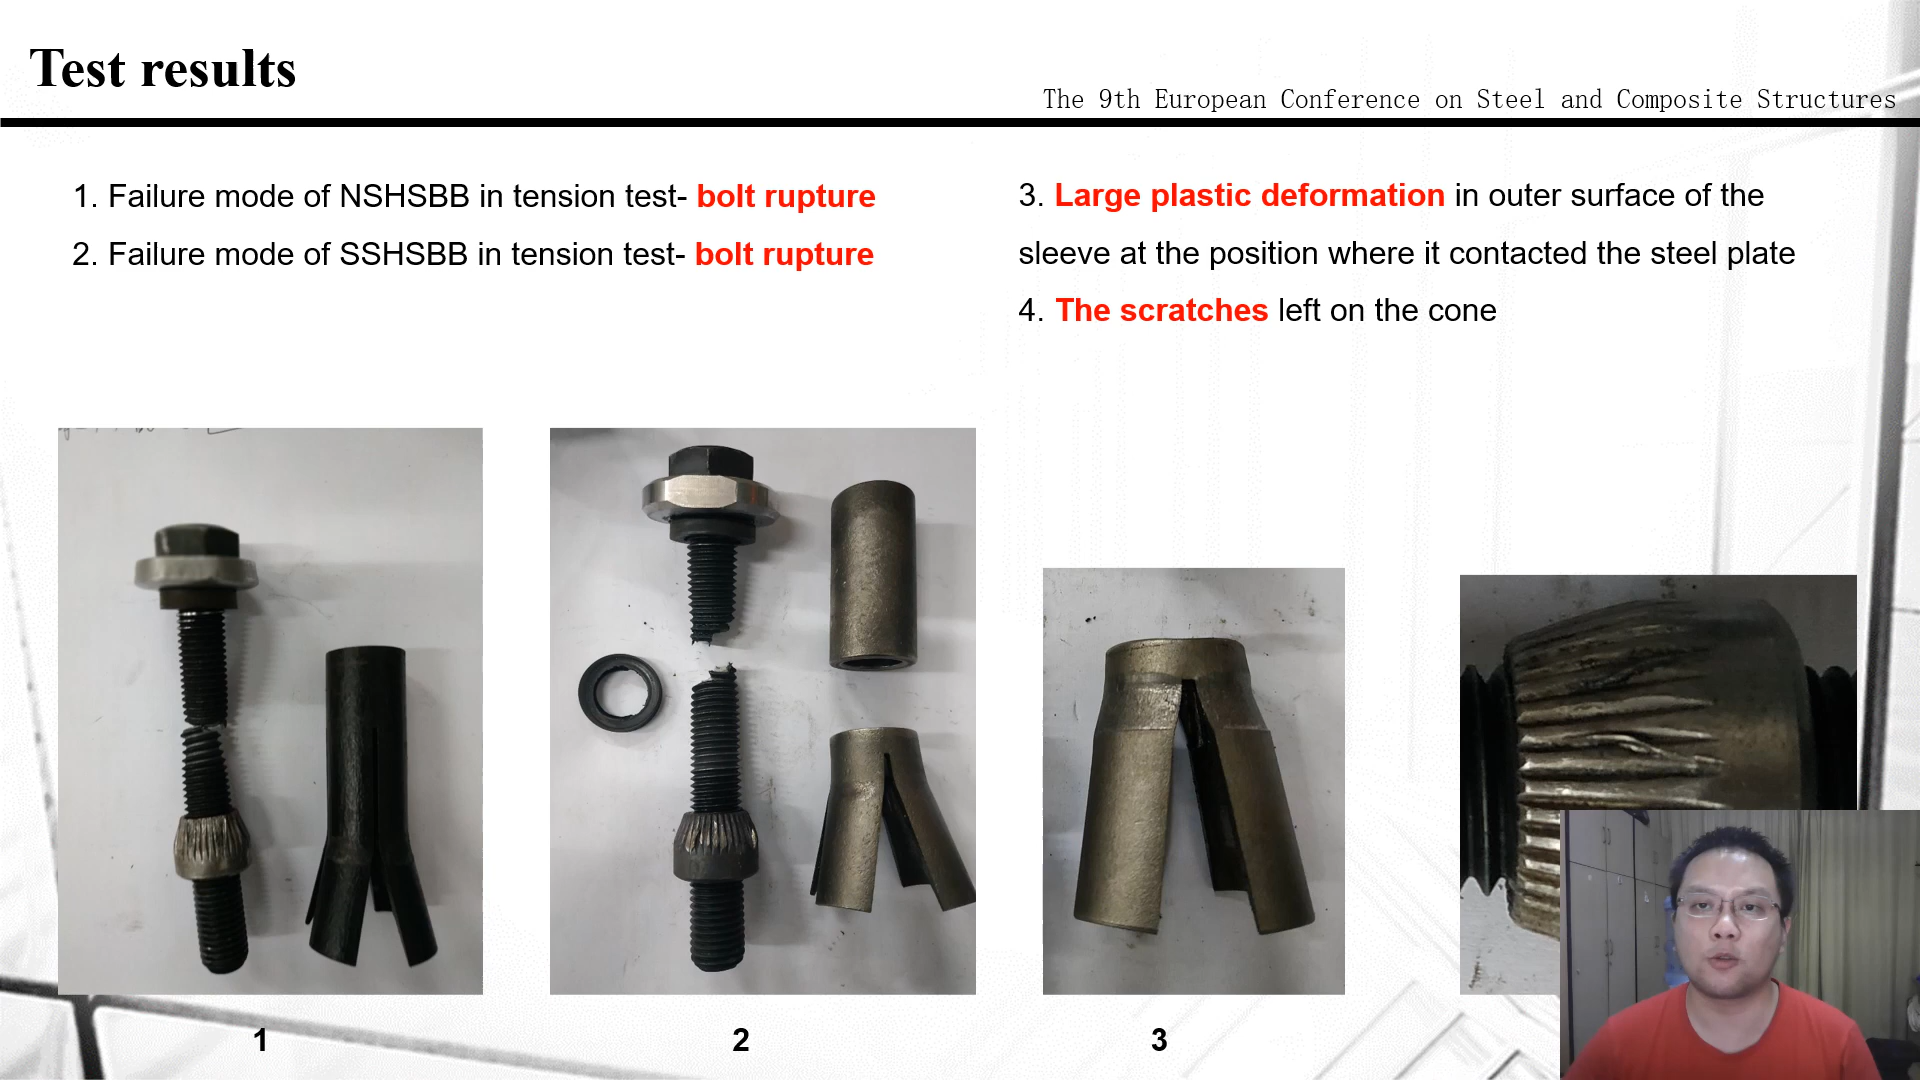 Test results
The 9th European Conference on Steel and Composite Structures
1. Failure mode of NSHSBB in tension test- bolt rupture
2. Failure mode of SSHSBB in tension test- bolt rupture
3. Large plastic deformation in outer surface of the
sleeve at the position where it contacted the steel plate
4. The scratches left on the cone
1
2
3